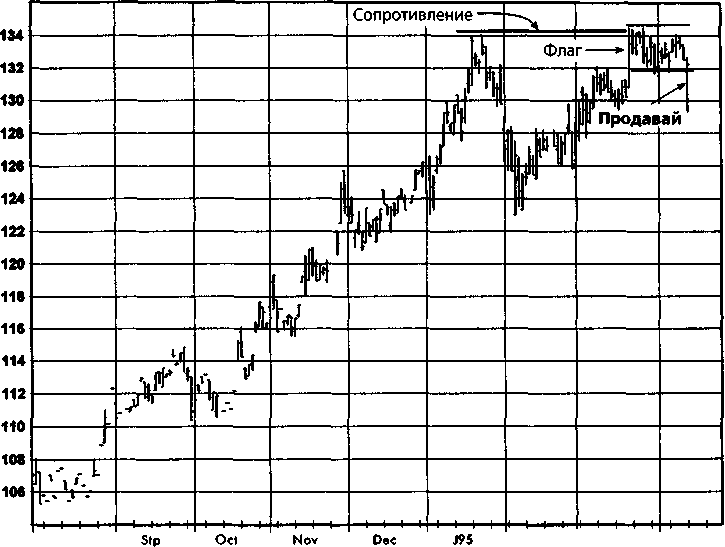 Сопротивление
Флаг
Продавай
134
132
130
128
126
124
122
120
118
116
114
112
110
108
106
Stp
Oct
Nov
Dec
J95